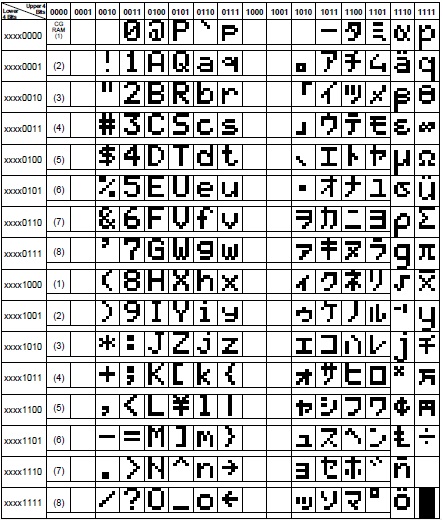 Upper 4 Bits Lower 4 Bits 0000 0001 0010 0011 0100 0101 0110 0111 1000 1001 1010 1011 1100 1101 1110 1111
xxxx0000 CG RAM (1) 0 @ P ` p ー タ ミ α p
xxxx0001 (2) ! 1 A Q a q 。 ア チ ム ä q
xxxx0010 (3) " 2 B R b r 「 イ ツ メ β θ
xxxx0011 (4) # 3 C S c s 」 ウ テ モ ε ∞
xxxx0100 (5) $ 4 D T d t 、 エ ト ヤ μ Ω
xxxx0101 (6) % 5 E U e u ・ オ ナ ユ σ ü
xxxx0110 (7) & 6 F V f v ヲ カ ニ ヨ ρ Σ
xxxx0111 (8) ' 7 G W g w ァ キ ヌ ラ g π
xxxx1000 (1) ( 8 H X h x ィ ク ネ リ √ x̄
xxxx1001 (2) ) 9 I Y i y ゥ ケ ノ ル ⁻¹ y
xxxx1010 (3) * : J Z j z ェ コ ハ レ j 千
xxxx1011 (4) + ; K [ k { ォ サ ヒ ロ ˣ 万
xxxx1100 (5) , < L ¥ l | ャ シ フ ワ ¢ 円
xxxx1101 (6) - = M ] m } ュ ス ヘ ン £ ÷
xxxx1110 (7) . > N ^ n → ョ セ ホ ゛ ñ
xxxx1111 (8) / ? O _ o ← ッ ソ マ ゜ ö █